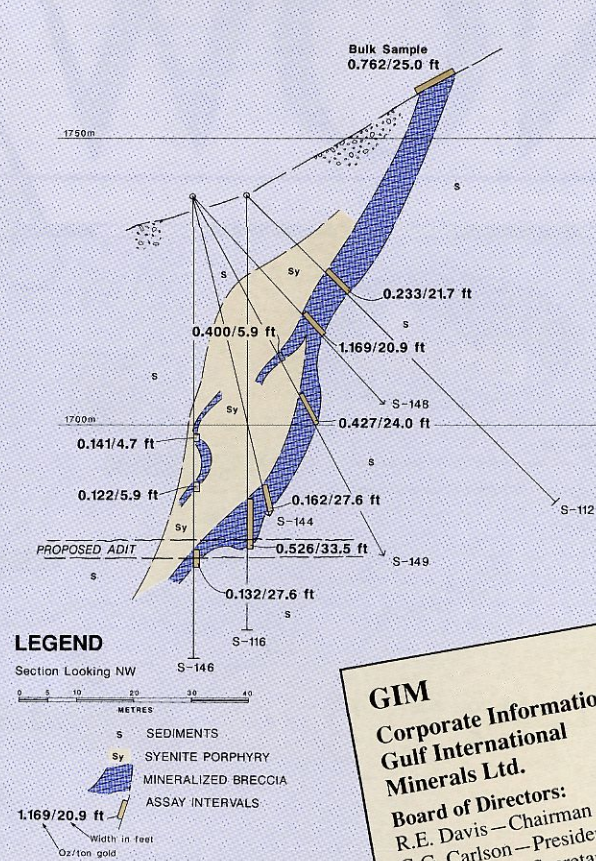 Bulk Sample
0.762/25.0 ft
1750m
S
S
Sy
0.233/21.7 ft
S
0.400/5.9 ft
1.169/20.9 ft
S
S-148
Sy
1700m
0.427/24.0 ft
0.141/4.7 ft
S
0.122/5.9 ft
0.162/27.6 ft
S-112
S-144
Sy
PROPOSED ADIT
0.526/33.5 ft
S-149
S
0.132/27.6 ft
S
S-116
S-146
LEGEND
Section Looking NW
0 5 10 20 30 40
METRES
S SEDIMENTS
Sy SYENITE PORPHYRY
MINERALIZED BRECCIA
ASSAY INTERVALS
1.169/20.9 ft
Width in feet
Oz/ton gold
GIM
Corporate Informatio
Gulf International
Minerals Ltd.
Board of Directors:
R.E. Davis—Chairman
Carlson—Preside